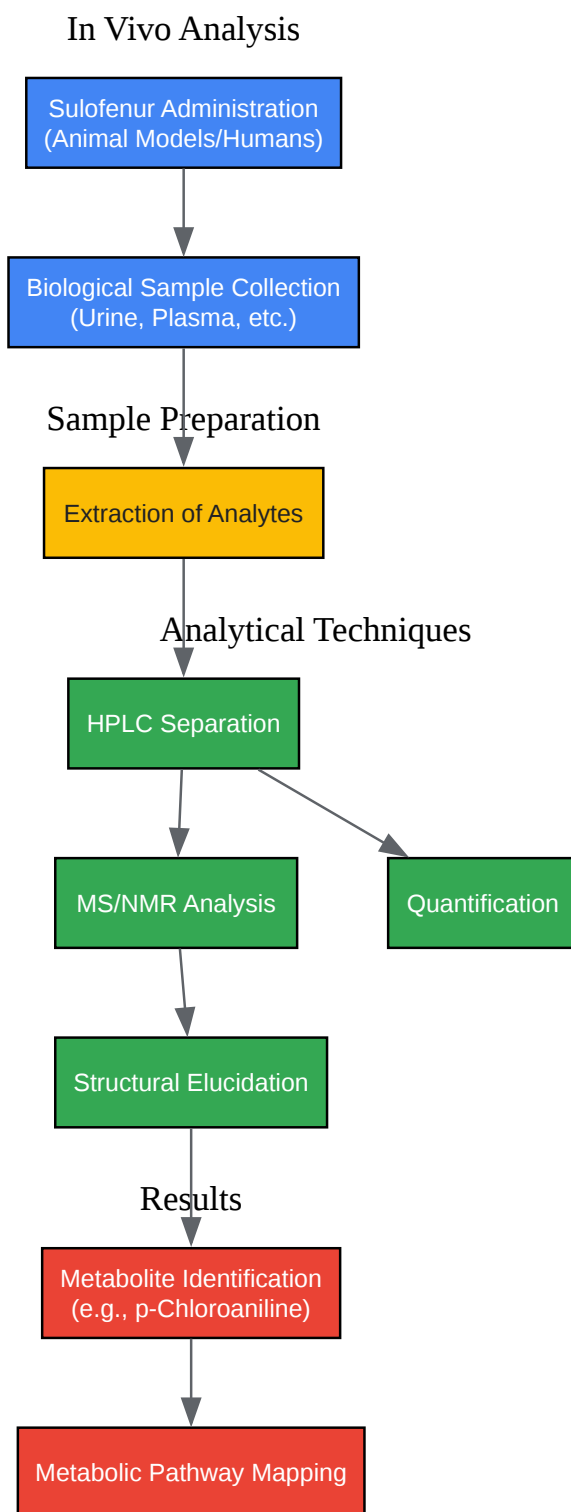 In Vivo Analysis
Sulofenur Administration
(Animal Models/Humans)
Biological Sample Collection
(Urine, Plasma, etc.)
Sample Preparation
Extraction of Analytes
Analytical Techniques
HPLC Separation
MS/NMR Analysis
Quantification
Structural Elucidation
Results
Metabolite Identification
(e.g., p-Chloroaniline)
Metabolic Pathway Mapping